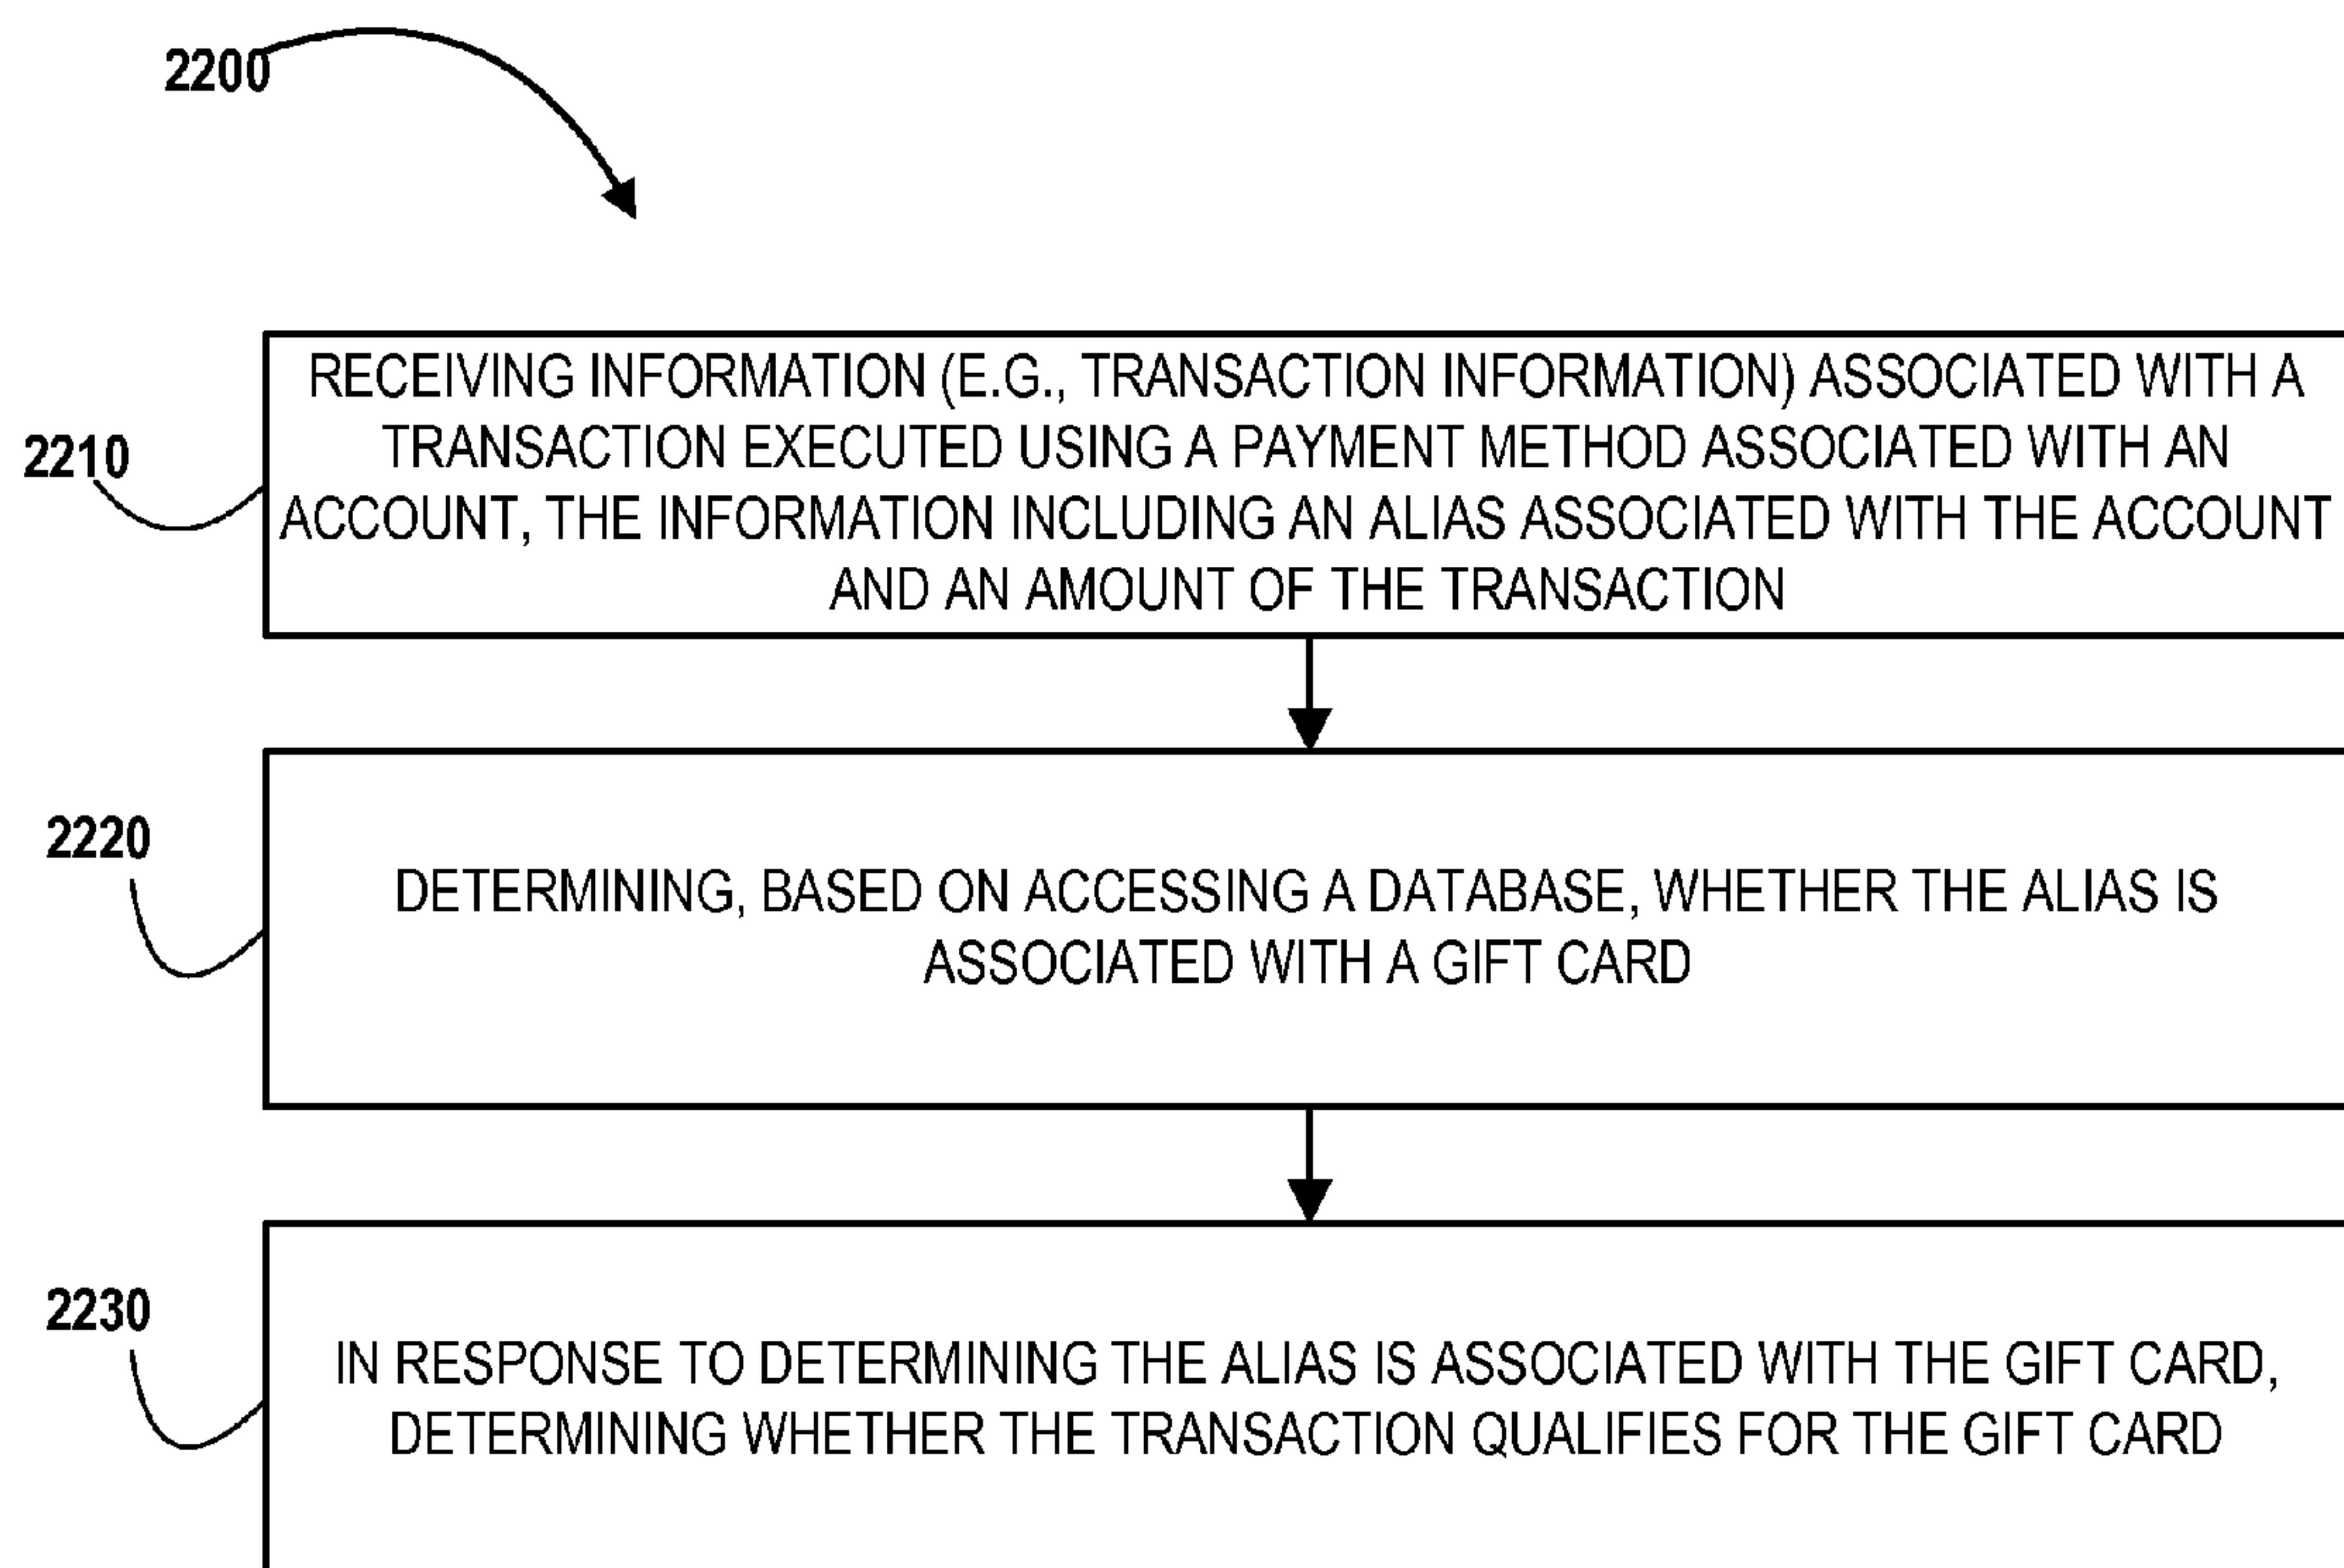 2200
2210
RECEIVING INFORMATION (E.G., TRANSACTION INFORMATION) ASSOCIATED WITH A
TRANSACTION EXECUTED USING A PAYMENT METHOD ASSOCIATED WITH AN
ACCOUNT, THE INFORMATION INCLUDING AN ALIAS ASSOCIATED WITH THE ACCOUNT
AND AN AMOUNT OF THE TRANSACTION
2220
DETERMINING, BASED ON ACCESSING A DATABASE, WHETHER THE ALIAS IS
ASSOCIATED WITH A GIFT CARD
2230
IN RESPONSE TO DETERMINING THE ALIAS IS ASSOCIATED WITH THE GIFT CARD,
DETERMINING WHETHER THE TRANSACTION QUALIFIES FOR THE GIFT CARD